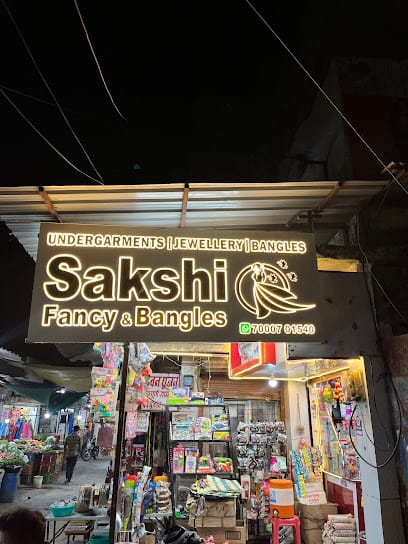 UNDERGARMENTS | JEWELLERY | BANGLES
Sakshi
Fancy & Bangles
70007 01540